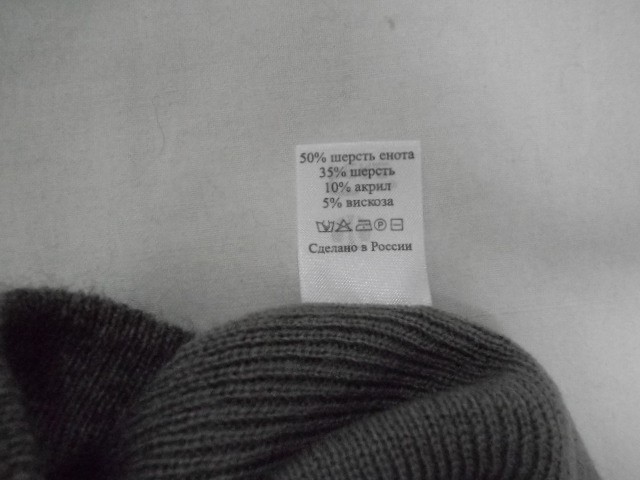 50% шерсть енота
35% шерсть
10% акрил
5% вискоза
P
Сделано в России